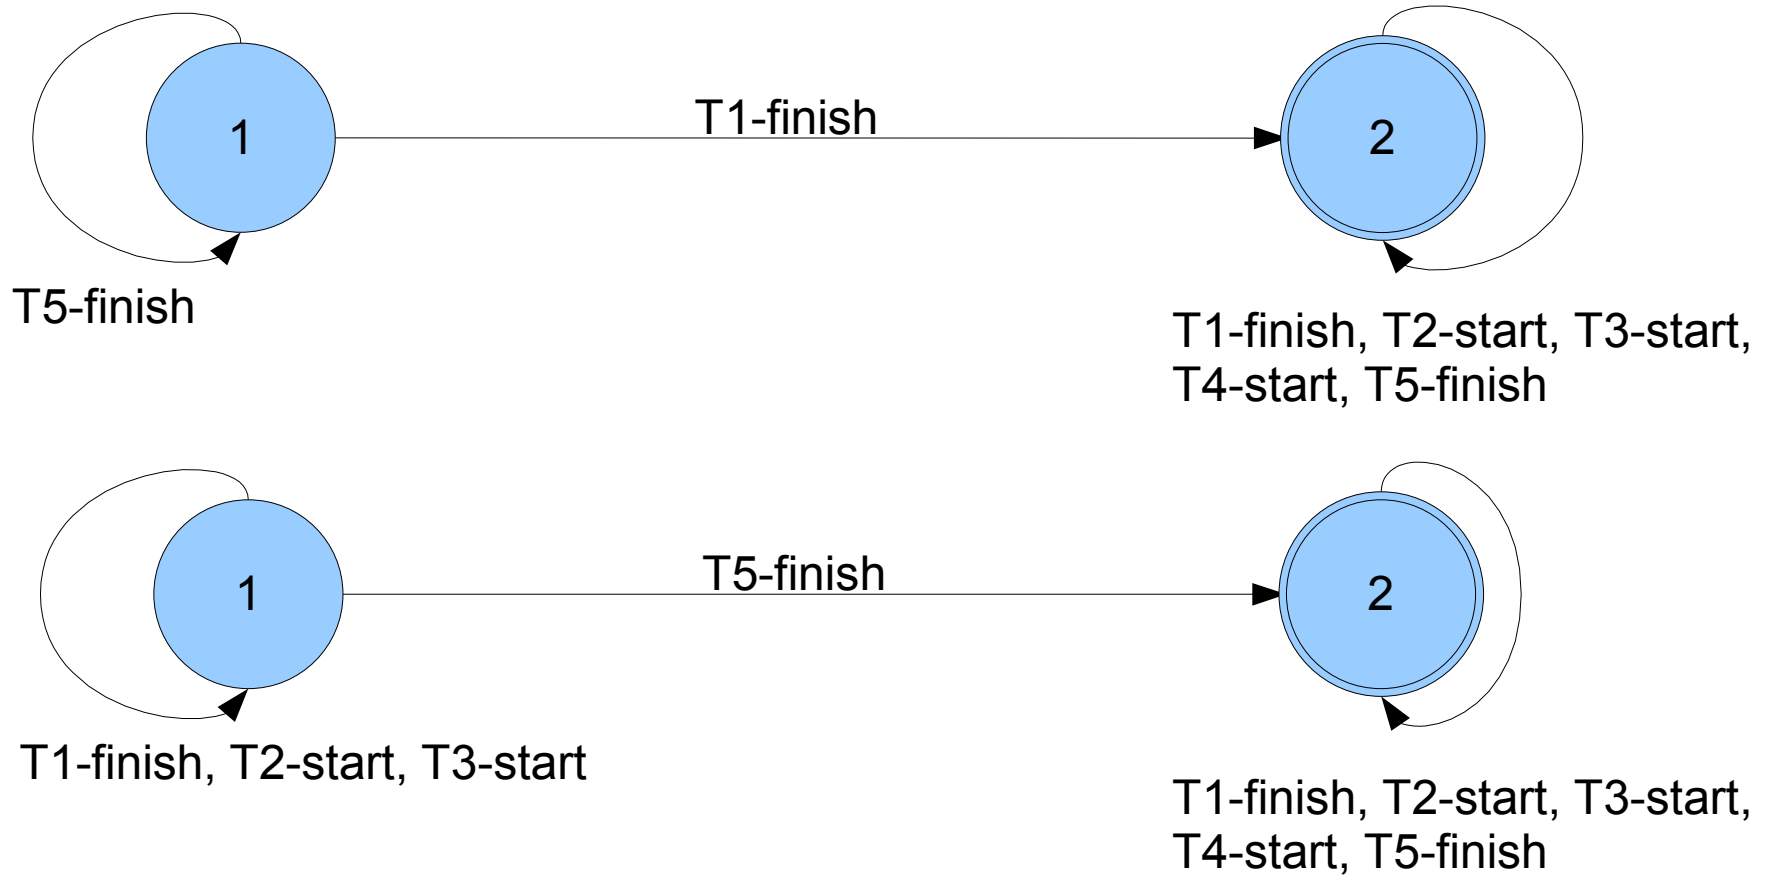 T1-finish
1
2
T5-finish
T1-finish, T2-start, T3-start,
T4-start, T5-finish
T5-finish
1
2
T1-finish, T2-start, T3-start
T1-finish, T2-start, T3-start,
T4-start, T5-finish